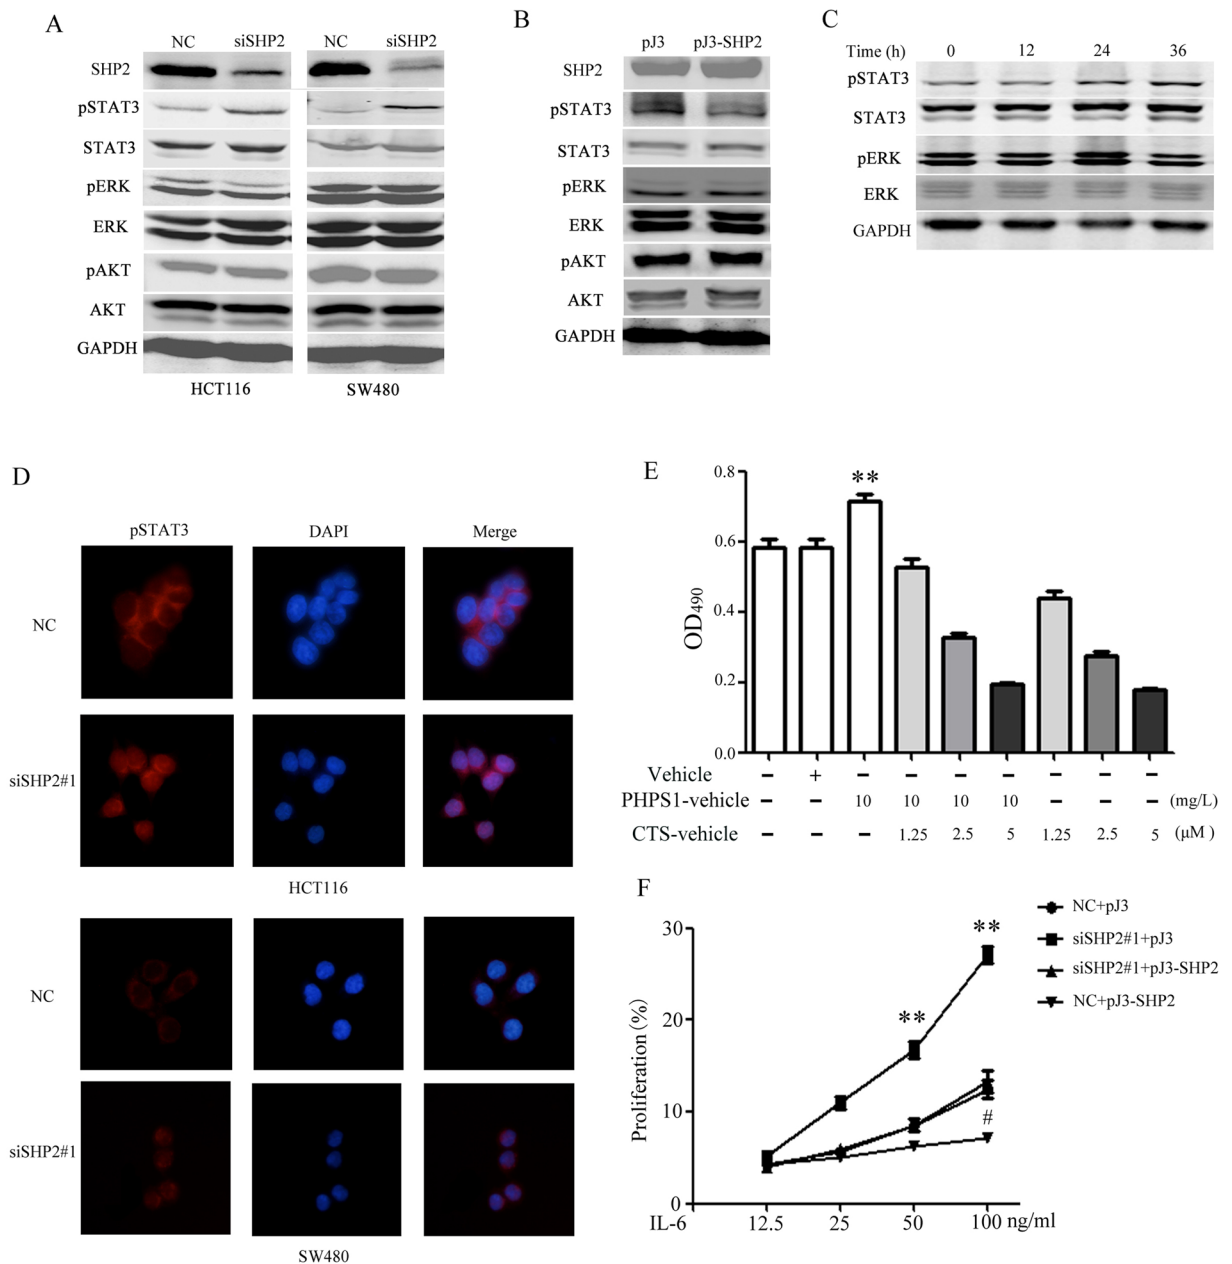 A
NC siSHP2 NC siSHP2
SHP2
pSTAT3
STAT3
pERK
ERK
pAKT
AKT
GAPDH
HCT116 SW480
B
pJ3 pJ3-SHP2
SHP2
pSTAT3
STAT3
pERK
ERK
pAKT
AKT
GAPDH
C
Time (h) 0 12 24 36
pSTAT3
STAT3
pERK
ERK
GAPDH
D
pSTAT3 DAPI Merge
NC
siSHP2#1
HCT116
NC
siSHP2#1
SW480
E
OD490
0.8
0.6
0.4
0.2
0.0
**
Vehicle – + – – – – – – –
PHPS1-vehicle – – 10 10 10 10 – – – (mg/L)
CTS-vehicle – – – 1.25 2.5 5 1.25 2.5 5 (μM )
F
NC+pJ3
siSHP2#1+pJ3
siSHP2#1+pJ3-SHP2
NC+pJ3-SHP2
Proliferation (%)
30
20
10
0
**
**
#
IL-6 12.5 25 50 100 ng/ml